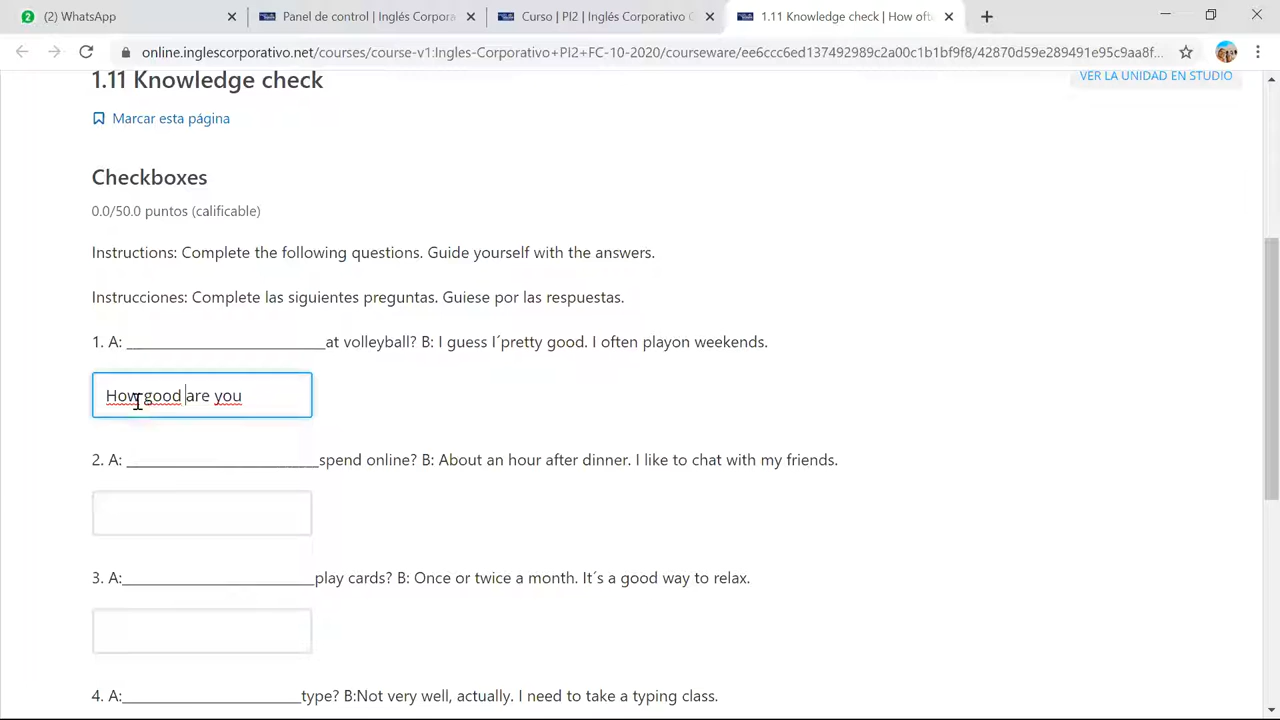 2 (2) WhatsApp Panel de control | Inglés Corpora Curso | PI2 | Inglés Corporativo C 1.11 Knowledge check | How oft
online.inglescorporativo.net/courses/course-v1:Ingles-Corporativo+PI2+FC-10-2020/courseware/ee6ccc6ed137492989c2a00c1b1bf9f8/42870d59e289491e95c9aa8f...
1.11 Knowledge check
VER LA UNIDAD EN STUDIO
Marcar esta página
Checkboxes
0.0/50.0 puntos (calificable)
Instructions: Complete the following questions. Guide yourself with the answers.
Instrucciones: Complete las siguientes preguntas. Guiese por las respuestas.
1. A: ______________________at volleyball? B: I guess I´pretty good. I often playon weekends.
How good are you
2. A: ______________________spend online? B: About an hour after dinner. I like to chat with my friends.
3. A:______________________play cards? B: Once or twice a month. It´s a good way to relax.
4. A:____________________type? B:Not very well, actually. I need to take a typing class.